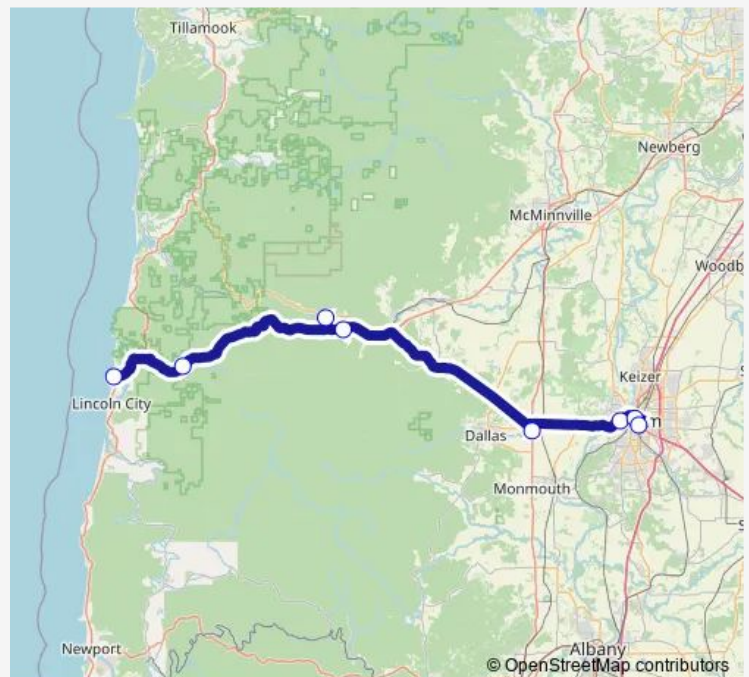 Tillamook
Newberg
McMinnville
Woodb
Keizer
Lincoln City
Dallas
m
Monmouth
Newport
Albany
© OpenStreetMap contributors